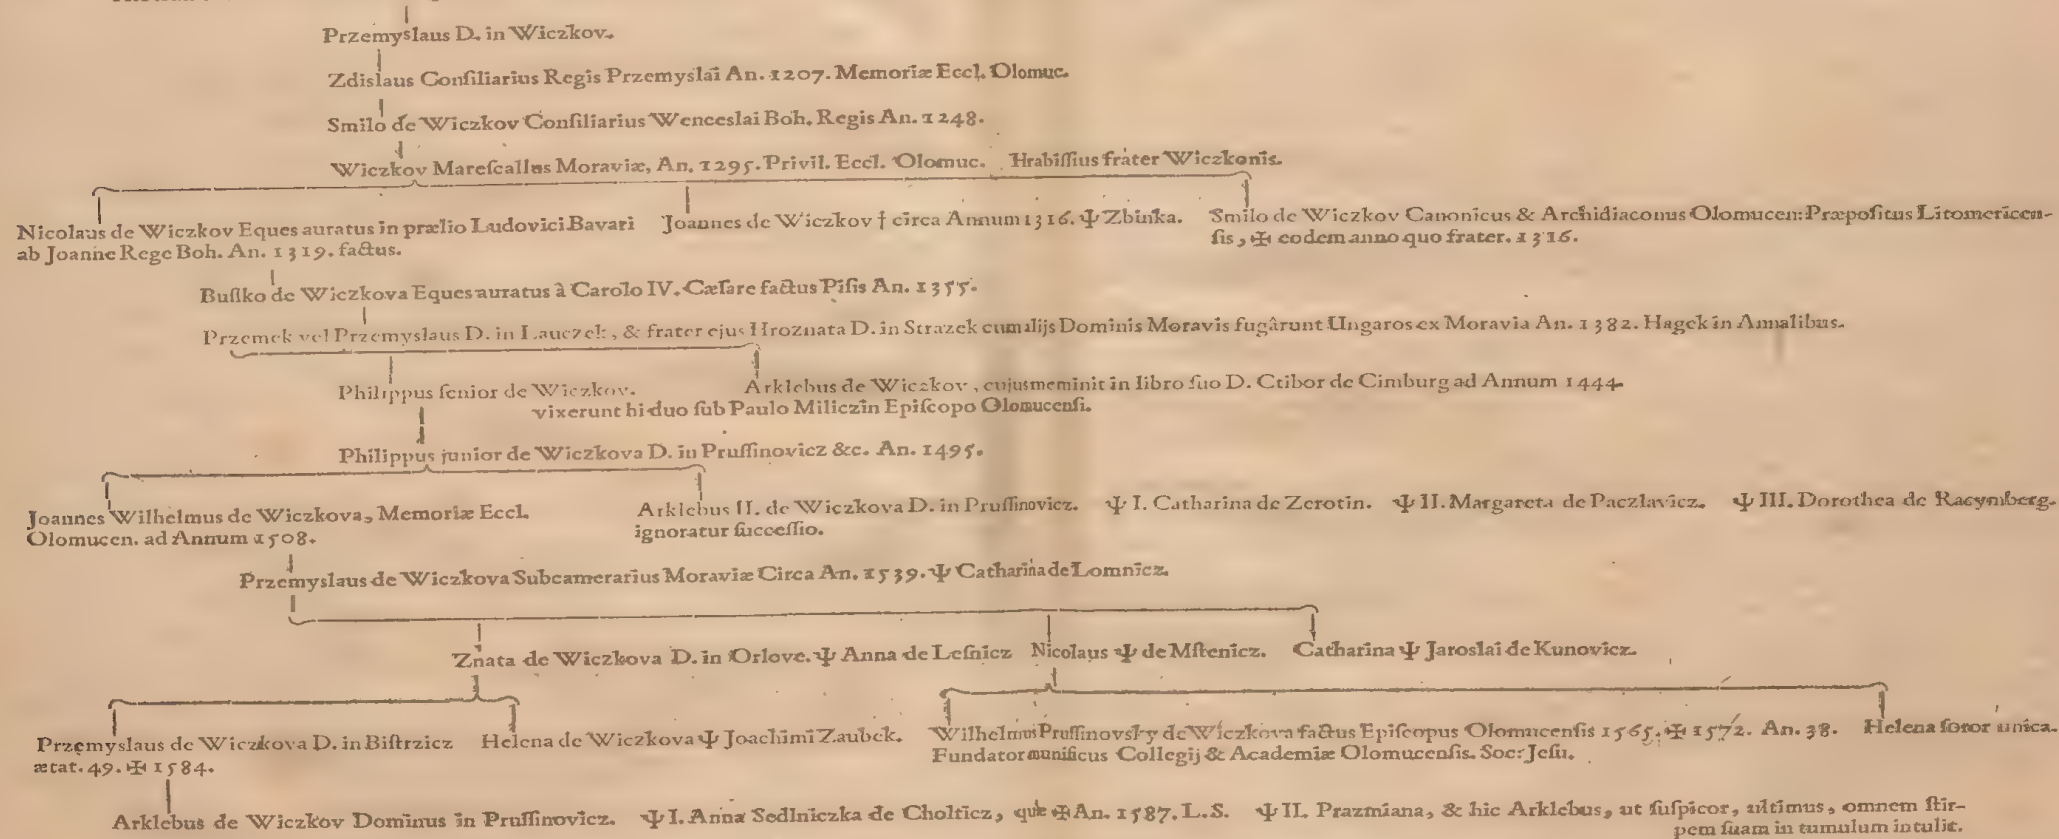 Przemyslaus D. in Wiczkov.
Zdislaus Conſiliarius Regis Przemyslai An. 1207. Memoriæ Eccl. Olomuc.
Smilo de Wiczkov Conſiliarius Wenceslai Boh. Regis An. 1248.
Wiczkov Mareſcallus Moraviæ, An. 1295. Privil. Eccl. Olomuc. Hrabiſſius frater Wiczkonis.
Nicolaus de Wiczkov Eques auratus in prælio Ludovici Bavari
ab Joanne Rege Boh. An. 1319. factus.
Joannes de Wiczkov † circa Annum 1316. Ψ Zbinka.
Smilo de Wiczkov Canonicus & Archidiaconus Olomucen: Præpoſitus Litomericen-
ſis, ✠ eodem anno quo frater. 1316.
Buſſko de Wiczkova Eques auratus à Carolo IV. Cæſare factus Piſis An. 1355.
Przemek vel Przemyslaus D. in Lauczek, & frater ejus Hroznata D. in Strazek cum alijs Dominis Moravis fugârunt Ungaros ex Moravia An. 1382. Hagek in Annalibus.
Philippus ſenior de Wiczkov.
Arklebus de Wiczkov, cujus meminit in libro ſuo D. Ctibor de Cimburg ad Annum 1444.
vixerunt hi duo ſub Paulo Miliczin Epiſcopo Olomucenſi.
Philippus junior de Wiczkova D. in Pruſſinovicz &c. An. 1495.
Joannes Wilhelmus de Wiczkova, Memoriæ Eccl.
Olomucen. ad Annum 1508.
Arklebus II. de Wiczkova D. in Pruſſinovicz. Ψ I. Catharina de Zerotin. Ψ II. Margareta de Paczlavicz. Ψ III. Dorothea de Racymberg.
ignoratur ſucceſſio.
Przemyslaus de Wiczkova Subcamerarius Moraviæ Circa An. 1539. Ψ Catharina de Lomnicz.
Znata de Wiczkova D. in Orlove. Ψ Anna de Leſnicz
Nicolaus Ψ de Mſtenicz.
Catharina Ψ Jaroslai de Kunovicz.
Przemyslaus de Wiczkova D. in Biſtrzicz
ætat. 49. ✠ 1584.
Helena de Wiczkova Ψ Joachimi Zaubek.
Wilhelmus Pruſſinovsky de Wiczkova factus Epiſcopus Olomucenſis 1565. ✠ 1572. An. 38.
Fundator munificus Collegij & Academiæ Olomucenſis. Soc: Jeſu.
Helena ſoror unica.
Arklebus de Wiczkov Dominus in Pruſſinovicz. Ψ I. Anna Sedlniczka de Cholticz, quæ ✠ An. 1587. L. S. Ψ II. Prazmiana, & hic Arklebus, ut ſuſpicor, ultimus, omnem ſtir-
pem ſuam in tumulum intulit.